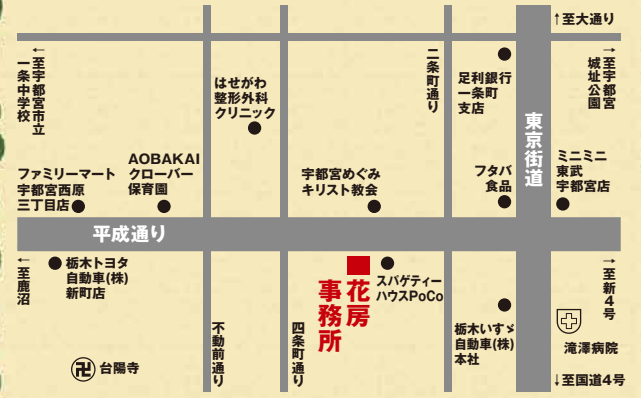 ↑至大通り
←至宇都宮市立
一条中学校
はせがわ
整形外科
クリニック
二条町通り
足利銀行
一条町
支店
東京街道
→至宇都宮
城址公園
ファミリーマート
宇都宮西原
三丁目店
AOBAKAI
クローバー
保育園
宇都宮めぐみ
キリスト教会
フタバ
食品
ミニミニ
東武
宇都宮店
平成通り
←至鹿沼
栃木トヨタ
自動車(株)
新町店
卍台陽寺
不動前通り
四条町通り
花房
事務所
スパゲティー
ハウスPoCo
栃木いすゞ
自動車(株)
本社
→至新4号
滝澤病院
↓至国道4号